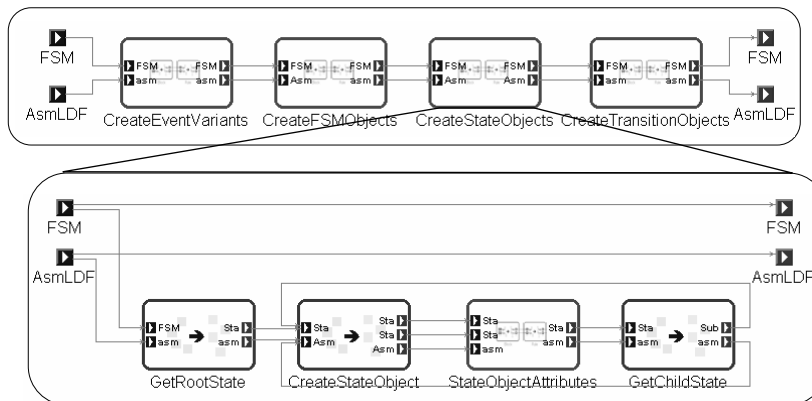 FSM
AsmLDF
FSM FSM
asm asm
CreateEventVariants
FSM FSM
Asm asm
CreateFSMObjects
FSM FSM
Asm Asm
CreateStateObjects
FSM FSM
asm asm
CreateTransitionObjects
FSM
AsmLDF
FSM
FSM
AsmLDF
AsmLDF
FSM Sta
asm asm
GetRootState
Sta Sta
Sta
Asm Asm
CreateStateObject
Sta Sta
Sta asm
asm
StateObjectAttributes
Sta Sub
asm asm
GetChildState